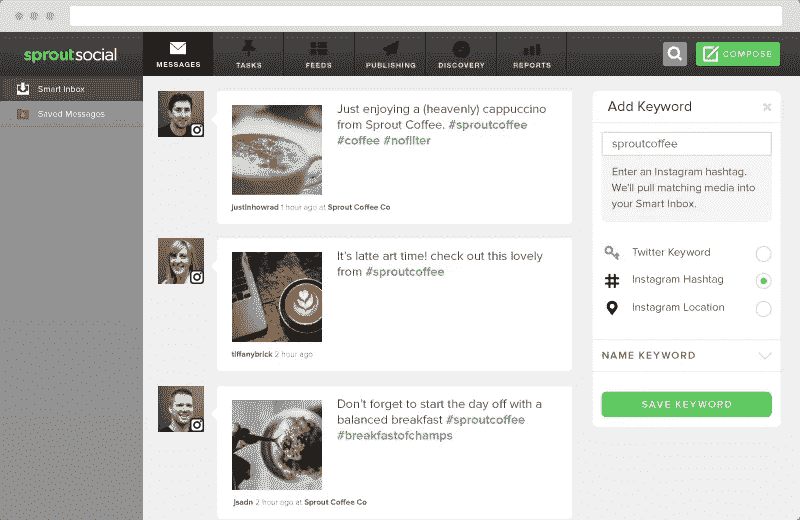 sproutsocial
MESSAGES
TASKS
FEEDS
PUBLISHING
DISCOVERY
REPORTS
COMPOSE
Smart Inbox
Saved Messages
Just enjoying a (heavenly) cappuccino
from Sprout Coffee. #sproutcoffee
#coffee #nofilter
justinhowrad 1 hour ago at Sprout Coffee Co
It's latte art time! check out this lovely
from #sproutcoffee
tiffanybrick 2 hour ago
Don't forget to start the day off with a
balanced breakfast #sproutcoffee
#breakfastofchamps
jsadn 2 hour ago at Sprout Coffee Co
Add Keyword
sproutcoffee
Enter an Instagram hashtag.
We'll pull matching media into
your Smart Inbox.
Twitter Keyword
Instagram Hashtag
Instagram Location
NAME KEYWORD
SAVE KEYWORD